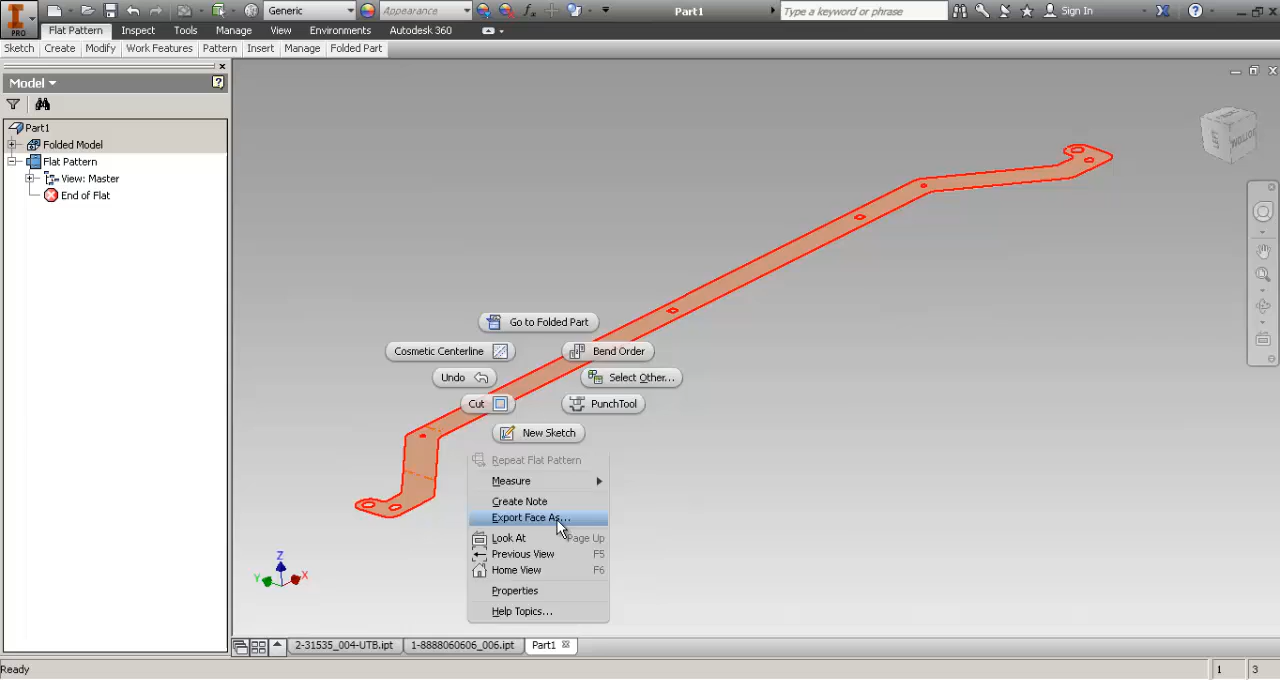 Generic Appearance fx Part1 Type a keyword or phrase Sign In
PRO Flat Pattern Inspect Tools Manage View Environments Autodesk 360
Sketch Create Modify Work Features Pattern Insert Manage Folded Part
Model
Part1
Folded Model
Flat Pattern
View: Master
End of Flat
Go to Folded Part
Cosmetic Centerline Bend Order
Undo Select Other...
Cut PunchTool
New Sketch
Repeat Flat Pattern
Measure
Create Note
Export Face As...
Look At Page Up
Previous View F5
Home View F6
Properties
Help Topics...
Z
Y X
2-31535_004-UTB.ipt 1-8888060606_006.ipt Part1
Ready 1 3